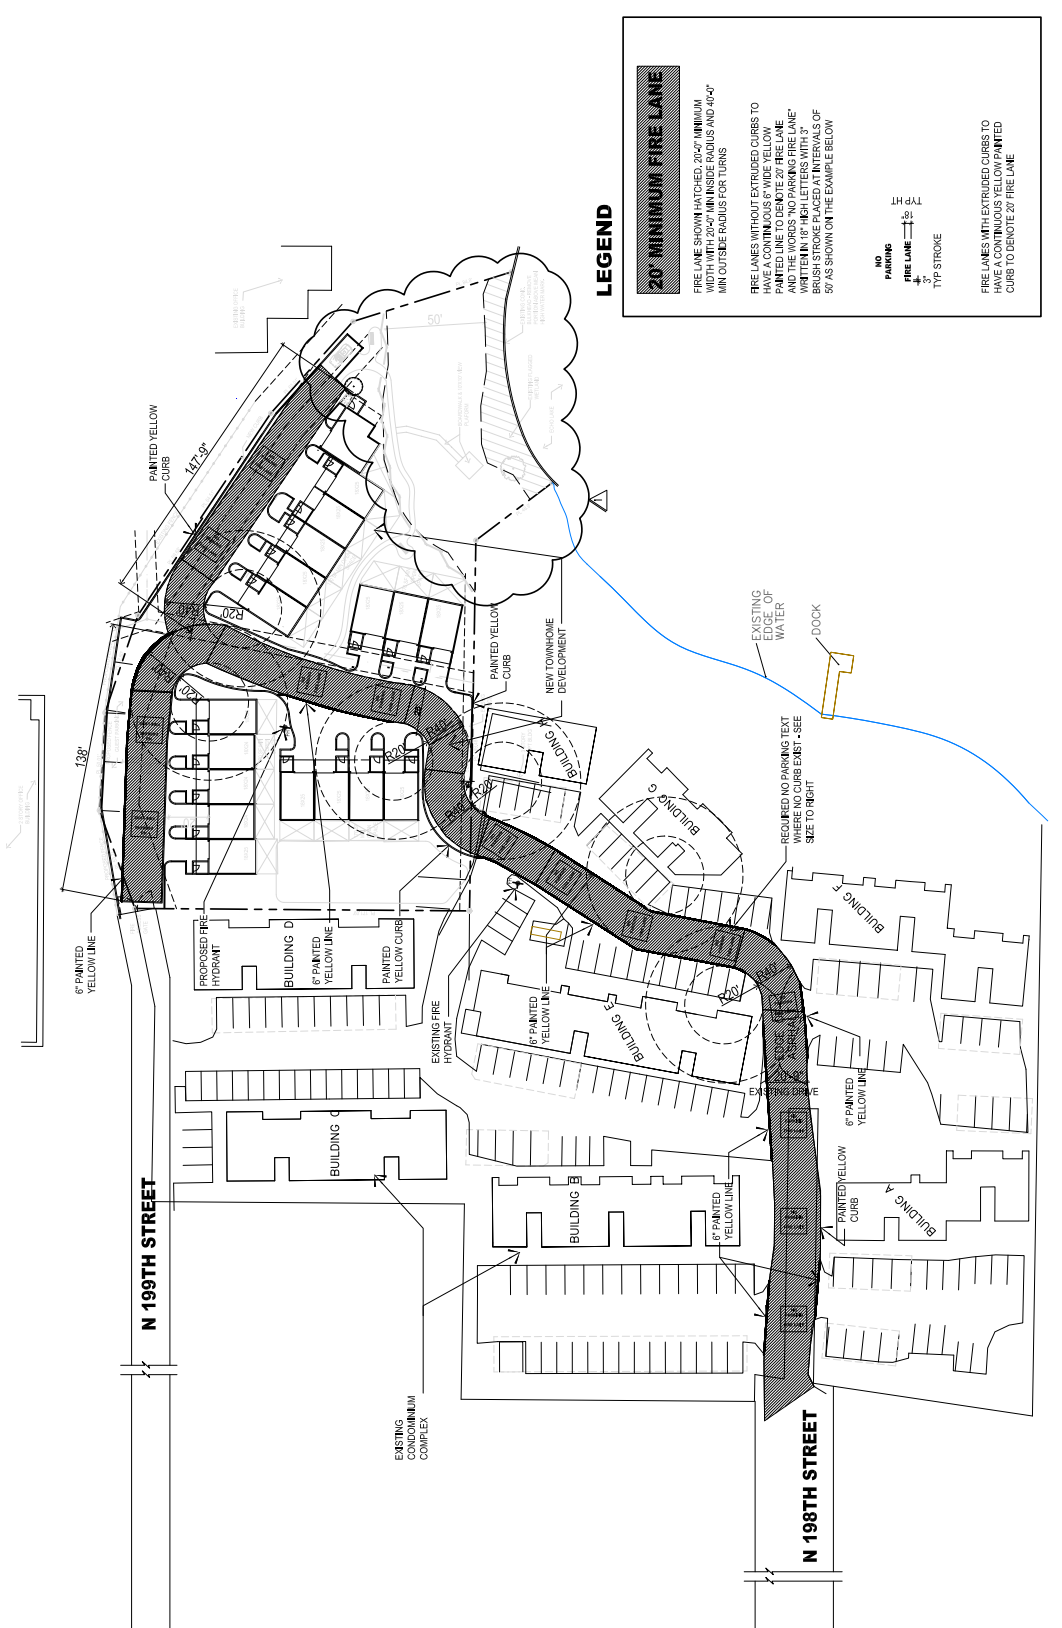 LEGEND
20' MINIMUM FIRE LANE
FIRE LANE SHOWN HATCHED, 20'-0" MINIMUM
WIDTH WITH 20'-0" MIN INSIDE RADIUS AND 40'-0"
MIN OUTSIDE RADIUS FOR TURNS
FIRE LANES WITHOUT EXTRUDED CURBS TO
HAVE A CONTINUOUS 6" WIDE YELLOW
PAINTED LINE TO DENOTE 20' FIRE LANE
AND THE WORDS "NO PARKING FIRE LANE"
WRITTEN IN 18" HIGH LETTERS WITH 3"
BRUSH STROKE PLACED AT INTERVALS OF
50' AS SHOWN ON THE EXAMPLE BELOW
NO
PARKING
FIRE LANE
18"
TYP HT
3"
TYP STROKE
FIRE LANES WITH EXTRUDED CURBS TO
HAVE A CONTINUOUS YELLOW PAINTED
CURB TO DENOTE 20' FIRE LANE
50'
147'-9"
PAINTED YELLOW
CURB
R40'
R20'
R40'
R20'
138'
1
EXISTING
EDGE OF
WATER
DOCK
PAINTED YELLOW
CURB
NEW TOWNHOME
DEVELOPMENT
R40'
R20'
R40'
R20'
BUILDING H
BUILDING G
REQUIRED NO PARKING TEXT
WHERE NO CURB EXIST - SEE
SIZE TO RIGHT
6" PAINTED
YELLOW LINE
PROPOSED FIRE
HYDRANT
BUILDING D
6" PAINTED
YELLOW LINE
PAINTED
YELLOW CURB
EXISTING FIRE
HYDRANT
6" PAINTED
YELLOW LINE
BUILDING E
BUILDING F
R20'
R40'
EDGE OF
ASPHALT
EXISTING DRIVE
6" PAINTED
YELLOW LINE
BUILDING C
BUILDING B
6" PAINTED
YELLOW LINE
PAINTED YELLOW
CURB
BUILDING A
N 199TH STREET
EXISTING
CONDOMINIUM
COMPLEX
N 198TH STREET